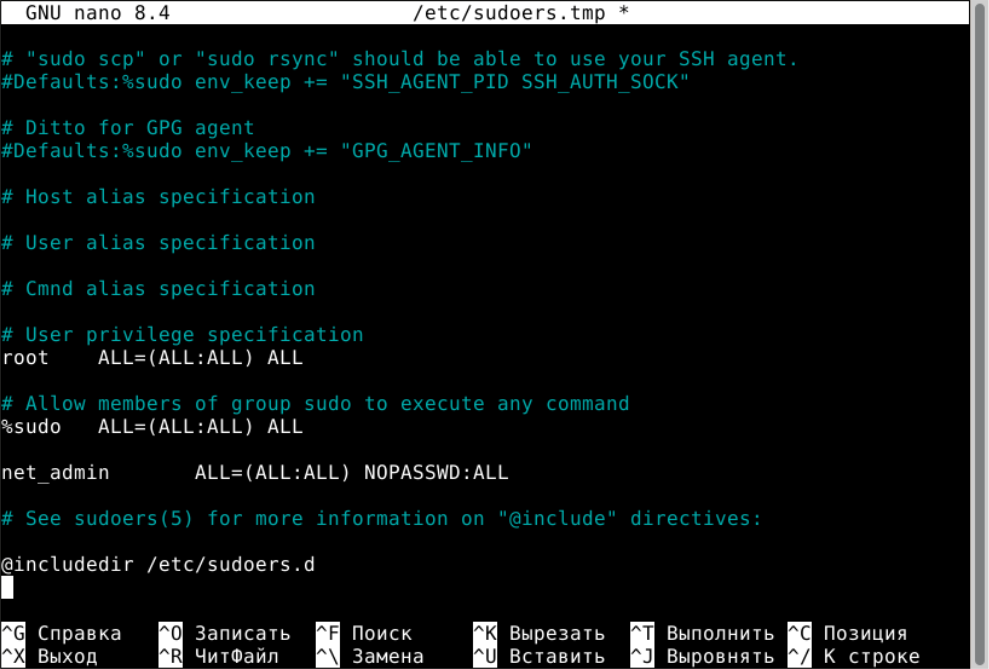 GNU nano 8.4 /etc/sudoers.tmp *
# "sudo scp" or "sudo rsync" should be able to use your SSH agent.
#Defaults:%sudo env_keep += "SSH_AGENT_PID SSH_AUTH_SOCK"
# Ditto for GPG agent
#Defaults:%sudo env_keep += "GPG_AGENT_INFO"
# Host alias specification
# User alias specification
# Cmnd alias specification
# User privilege specification
root    ALL=(ALL:ALL) ALL
# Allow members of group sudo to execute any command
%sudo   ALL=(ALL:ALL) ALL
net_admin       ALL=(ALL:ALL) NOPASSWD:ALL
# See sudoers(5) for more information on "@include" directives:
@includedir /etc/sudoers.d
^G Справка ^O Записать ^F Поиск ^K Вырезать ^T Выполнить ^C Позиция
^X Выход ^R ЧитФайл ^\ Замена ^U Вставить ^J Выровнять ^/ К строке